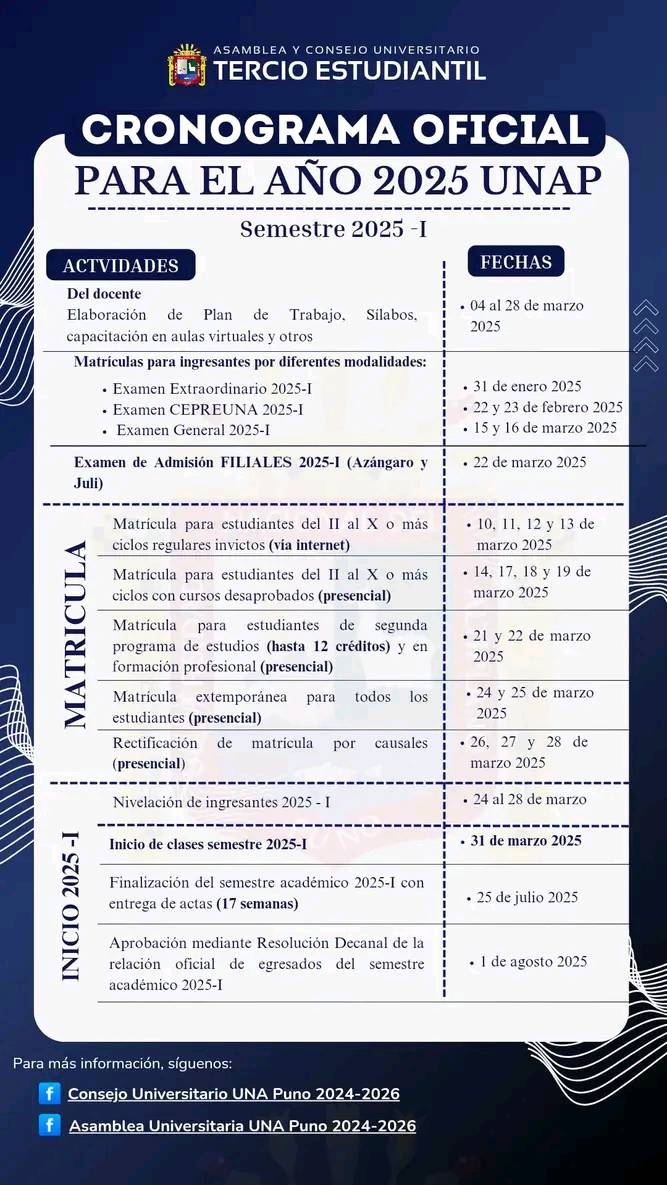 ASAMBLEA Y CONSEJO UNIVERSITARIO
TERCIO ESTUDIANTIL
CRONOGRAMA OFICIAL
PARA EL AÑO 2025 UNAP
Semestre 2025 -I
ACTVIDADES
FECHAS
Del docente
Elaboración de Plan de Trabajo, Sílabos,
capacitación en aulas virtuales y otros
• 04 al 28 de marzo
2025
Matrículas para ingresantes por diferentes modalidades:
• Examen Extraordinario 2025-I
• 31 de enero 2025
• Examen CEPREUNA 2025-I
• 22 y 23 de febrero 2025
• Examen General 2025-I
• 15 y 16 de marzo 2025
Examen de Admisión FILIALES 2025-I (Azángaro y
Juli)
• 22 de marzo 2025
MATRICULA
Matrícula para estudiantes del II al X o más
ciclos regulares invictos (vía internet)
• 10, 11, 12 y 13 de
marzo 2025
Matrícula para estudiantes del II al X o más
ciclos con cursos desaprobados (presencial)
• 14, 17, 18 y 19 de
marzo 2025
Matrícula para estudiantes de segunda
programa de estudios (hasta 12 créditos) y en
formación profesional (presencial)
• 21 y 22 de marzo
2025
Matrícula extemporánea para todos los
estudiantes (presencial)
• 24 y 25 de marzo
2025
Rectificación de matrícula por causales
(presencial)
• 26, 27 y 28 de
marzo 2025
Nivelación de ingresantes 2025 - I
• 24 al 28 de marzo
INICIO 2025 -I
Inicio de clases semestre 2025-I
• 31 de marzo 2025
Finalización del semestre académico 2025-I con
entrega de actas (17 semanas)
• 25 de julio 2025
Aprobación mediante Resolución Decanal de la
relación oficial de egresados del semestre
académico 2025-I
• 1 de agosto 2025
PUNO
Para más información, síguenos:
Consejo Universitario UNA Puno 2024-2026
Asamblea Universitaria UNA Puno 2024-2026